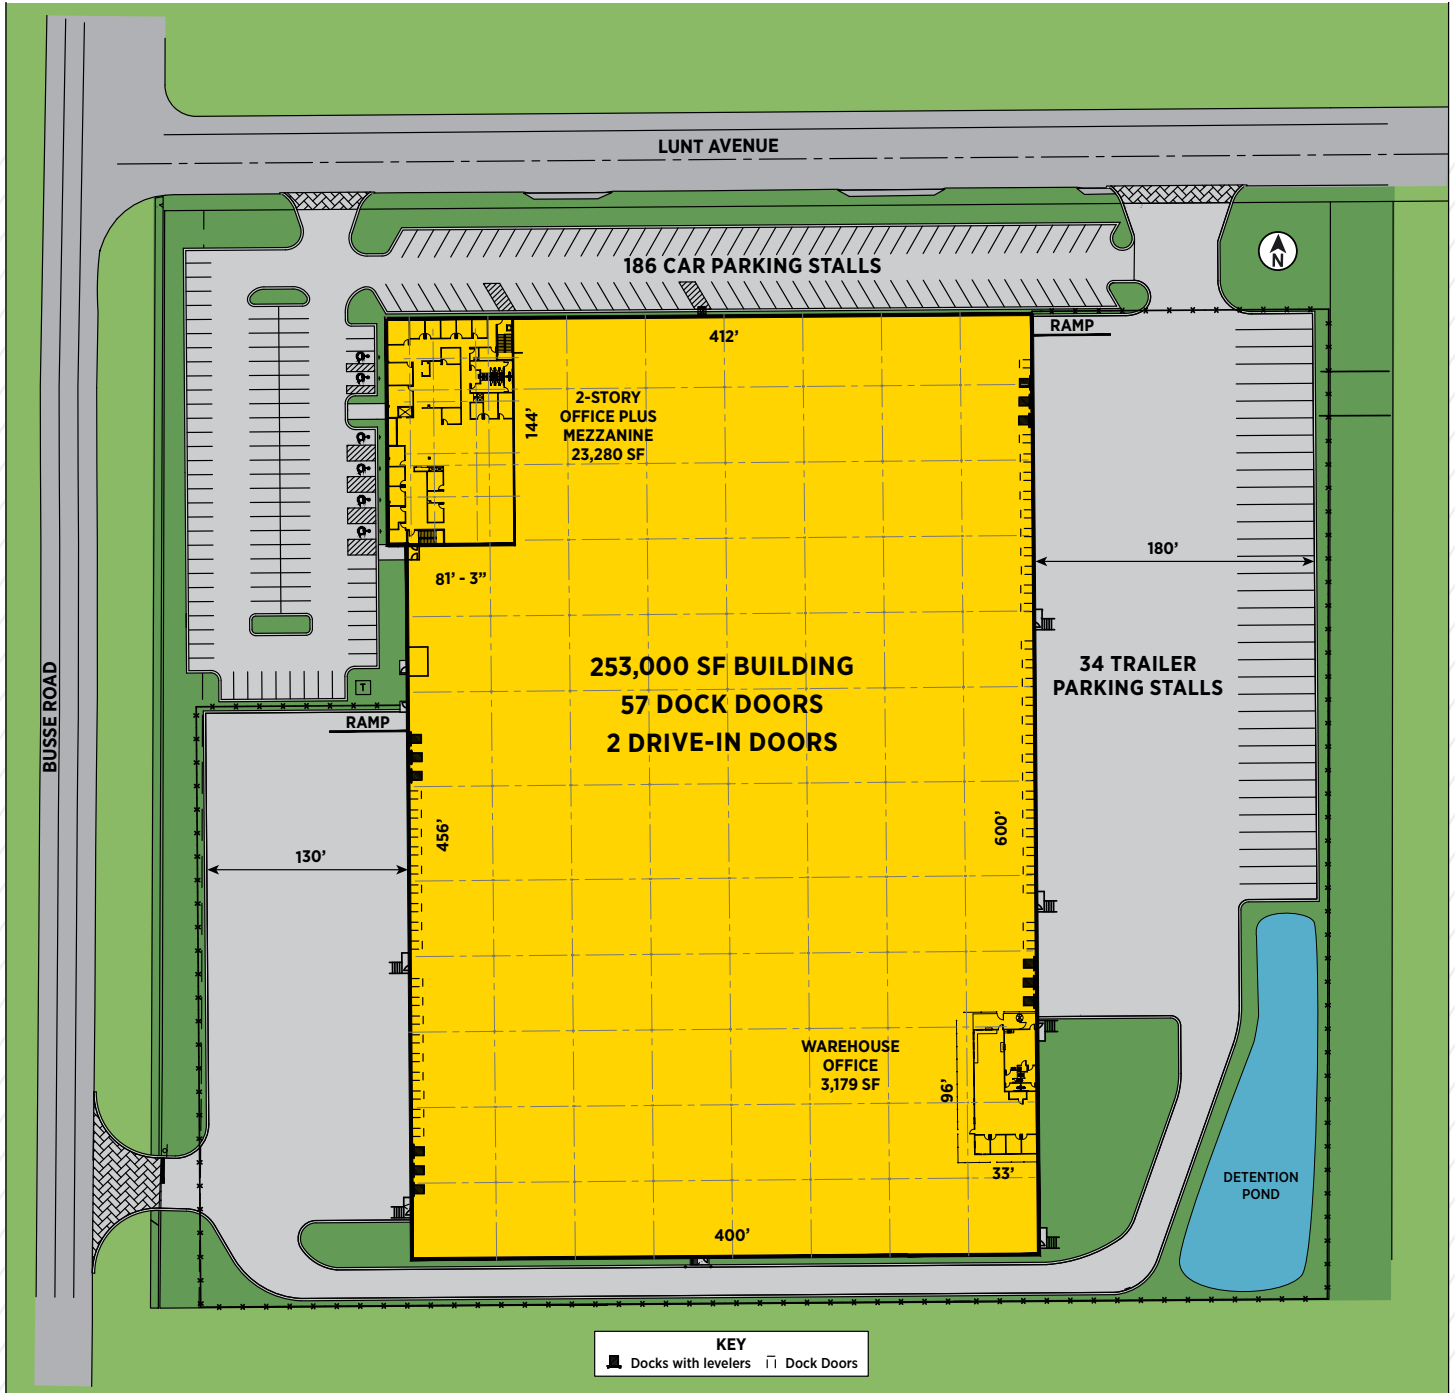 LUNT AVENUE
186 CAR PARKING STALLS
N
412'
RAMP
2-STORY
OFFICE PLUS
MEZZANINE
23,280 SF
144'
81' - 3"
180'
253,000 SF BUILDING
57 DOCK DOORS
2 DRIVE-IN DOORS
34 TRAILER
PARKING STALLS
BUSSE ROAD
T
RAMP
130'
456'
600'
WAREHOUSE
OFFICE
3,179 SF
96'
33'
DETENTION
POND
400'
KEY
Docks with levelers Dock Doors